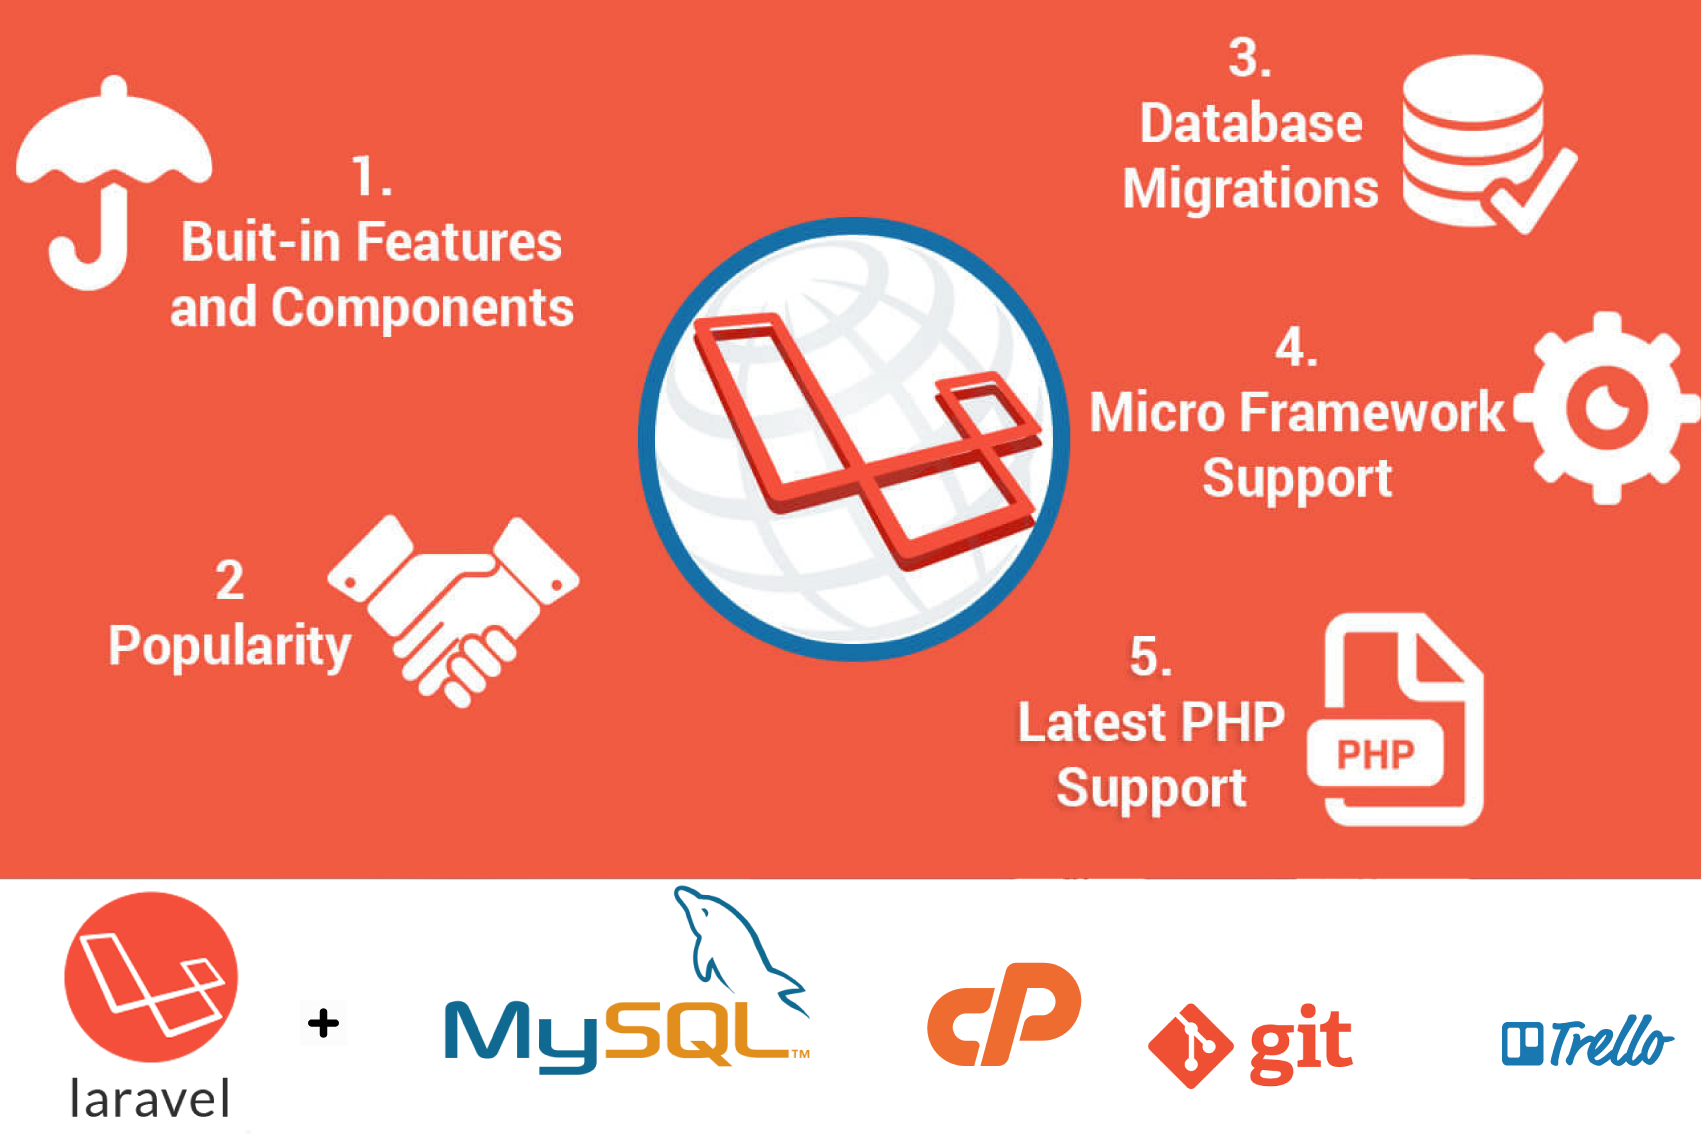 1.
Buit-in Features
and Components
2
Popularity
3.
Database
Migrations
4.
Micro Framework
Support
5.
Latest PHP
Support
PHP
laravel
+
MySQL™
cP
git
Trello